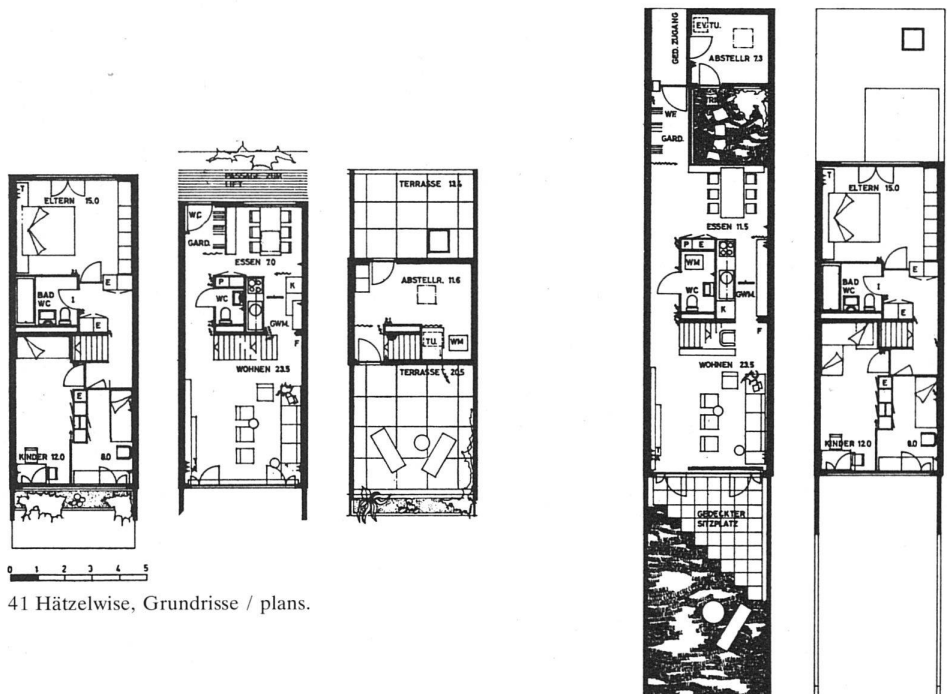 ELTERN 15.0
T
BAD
WC
E
E
E
KINDER 12.0
8.0
PASSAGE ZUM
LIFT
WC
GARD.
ESSEN 7.0
P
WC
K
GWM.
F
WOHNEN 23.5
T
TERRASSE 13.4
ABSTELLR. 11.6
TU.
WM
TERRASSE 20.5
GED. ZUGANG
TU.
ABSTELLR 7.3
WE
GARD.
ESSEN 11.5
P E
WM
WC
GWM.
K
F
WOHNEN 23.5
T
GEDECKTER
SITZPLATZ
T
ELTERN 15.0
BAD
WC
E
E
E
KINDER 12.0
8.0
0 1 2 3 4 5
41 Hätzelwise, Grundrisse / plans.